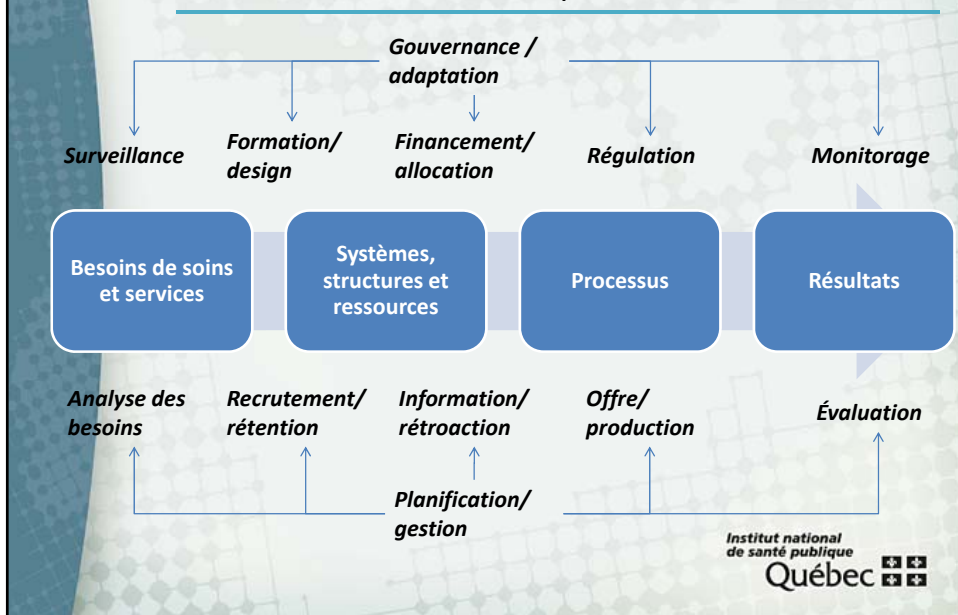 Gouvernance /
adaptation
Surveillance
Formation/
design
Financement/
allocation
Régulation
Monitorage
Besoins de soins
et services
Systèmes,
structures et
ressources
Processus
Résultats
Analyse des
besoins
Recrutement/
rétention
Information/
rétroaction
Offre/
production
Évaluation
Planification/
gestion
Institut national
de santé publique
Québec